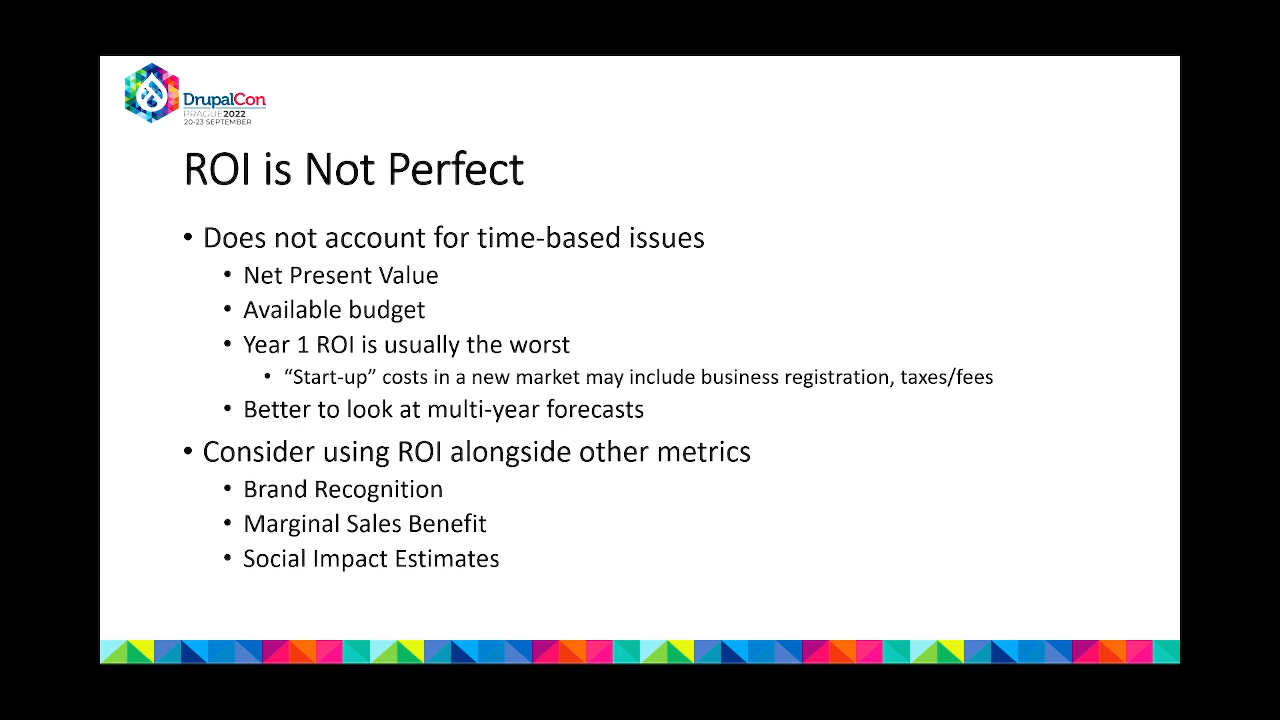 DrupalCon
PRAGUE2022
20-23 SEPTEMBER
ROI is Not Perfect
• Does not account for time-based issues
• Net Present Value
• Available budget
• Year 1 ROI is usually the worst
• “Start-up” costs in a new market may include business registration, taxes/fees
• Better to look at multi-year forecasts
• Consider using ROI alongside other metrics
• Brand Recognition
• Marginal Sales Benefit
• Social Impact Estimates